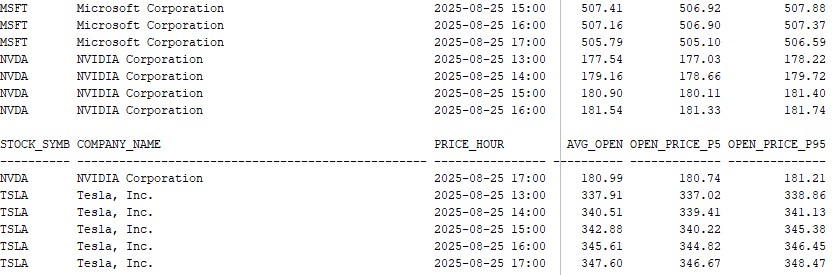 MSFT Microsoft Corporation 2025-08-25 15:00 507.41 506.92 507.88
MSFT Microsoft Corporation 2025-08-25 16:00 507.16 506.90 507.37
MSFT Microsoft Corporation 2025-08-25 17:00 505.79 505.10 506.59
NVDA NVIDIA Corporation 2025-08-25 13:00 177.54 177.03 178.22
NVDA NVIDIA Corporation 2025-08-25 14:00 179.16 178.66 179.72
NVDA NVIDIA Corporation 2025-08-25 15:00 180.90 180.11 181.40
NVDA NVIDIA Corporation 2025-08-25 16:00 181.54 181.33 181.74
STOCK_SYMB COMPANY_NAME PRICE_HOUR AVG_OPEN OPEN_PRICE_P5 OPEN_PRICE_P95
NVDA NVIDIA Corporation 2025-08-25 17:00 180.99 180.74 181.21
TSLA Tesla, Inc. 2025-08-25 13:00 337.91 337.02 338.86
TSLA Tesla, Inc. 2025-08-25 14:00 340.51 339.41 341.13
TSLA Tesla, Inc. 2025-08-25 15:00 342.88 340.22 345.38
TSLA Tesla, Inc. 2025-08-25 16:00 345.61 344.82 346.45
TSLA Tesla, Inc. 2025-08-25 17:00 347.60 346.67 348.47